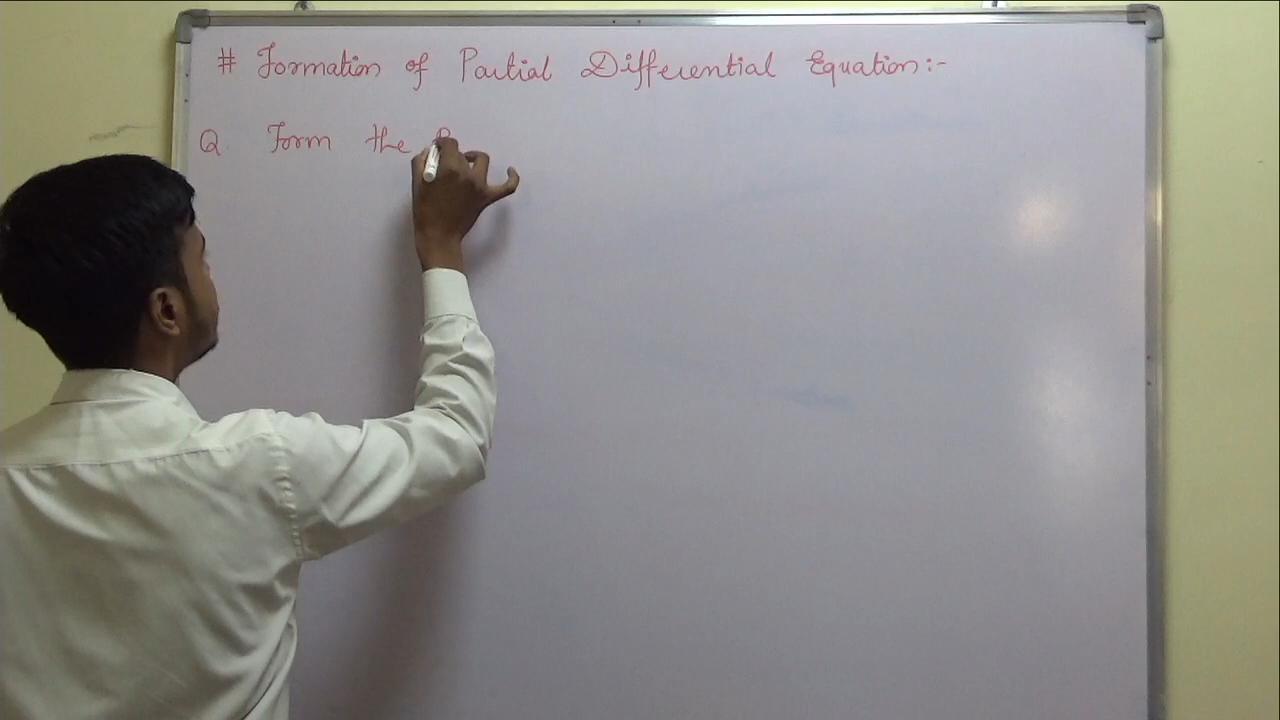 # Formation of Partial Differential Equation:-
Q. Form the P